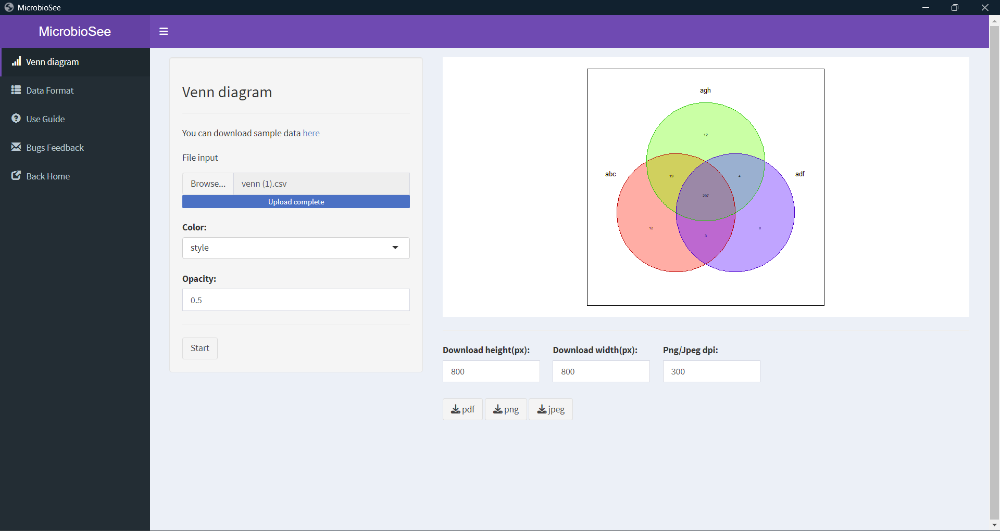 MicrobioSee
MicrobioSee
Venn diagram
Data Format
Use Guide
Bugs Feedback
Back Home
Venn diagram
You can download sample data here
File input
Browse... venn (1).csv
Upload complete
Color:
style
Opacity:
0.5
Start
agh
12
abc
adf
19
4
297
12
8
3
Download height(px): Download width(px): Png/Jpeg dpi:
800 800 300
pdf png jpeg